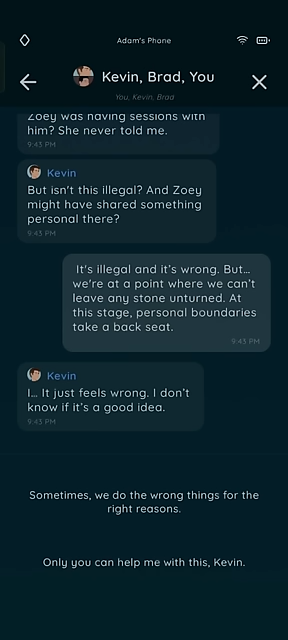 Adam's Phone
Kevin, Brad, You
You, Kevin, Brad
Zoey was having sessions with
him? She never told me.
9:43 PM
Kevin
But isn't this illegal? And Zoey
might have shared something
personal there?
9:43 PM
It's illegal and it's wrong. But...
we're at a point where we can't
leave any stone unturned. At
this stage, personal boundaries
take a back seat.
9:43 PM
Kevin
I... It just feels wrong. I don't
know if it's a good idea.
9:43 PM
Sometimes, we do the wrong things for the
right reasons.
Only you can help me with this, Kevin.